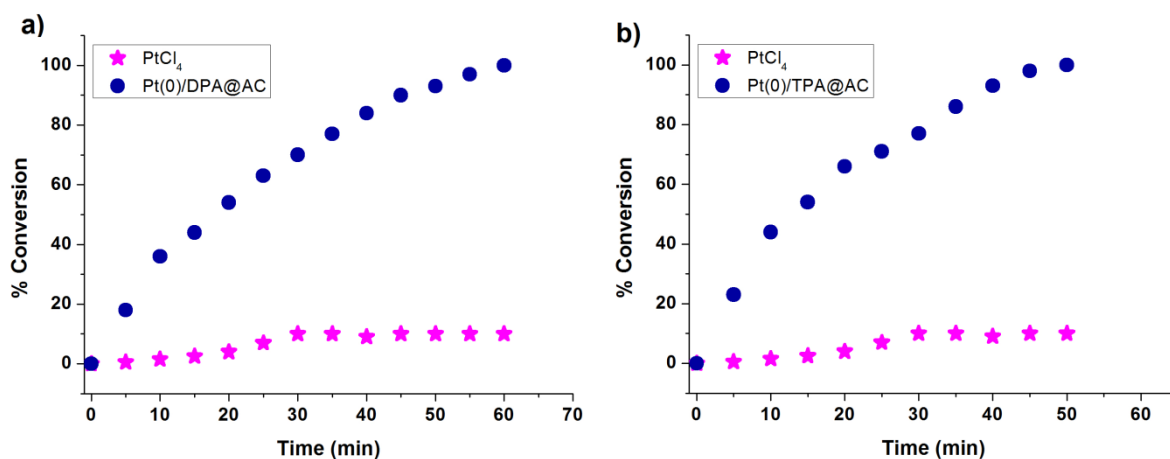 a)
PtCl4
Pt(0)/DPA@AC
% Conversion
100
80
60
40
20
0
0 10 20 30 40 50 60 70
Time (min)
b)
PtCl4
Pt(0)/TPA@AC
% Conversion
100
80
60
40
20
0
0 10 20 30 40 50 60
Time (min)